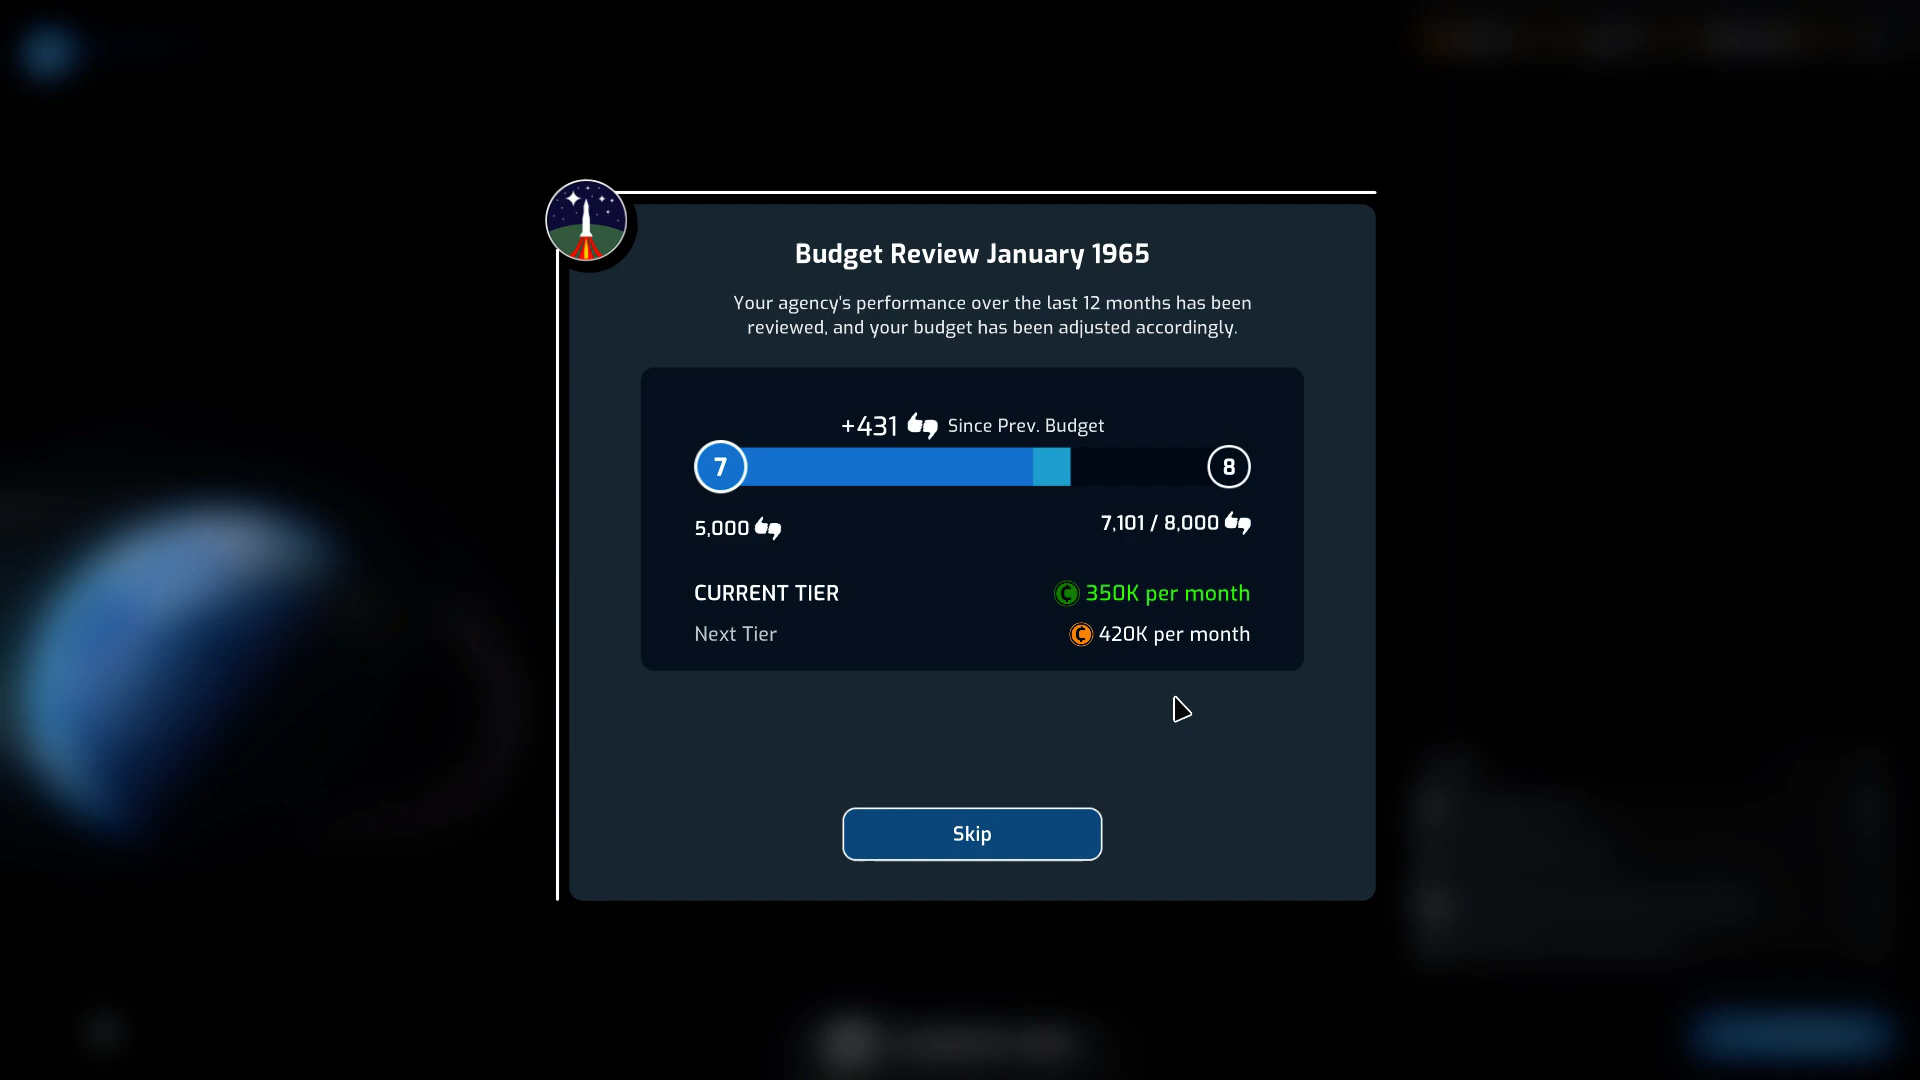 Budget Review January 1965
Your agency's performance over the last 12 months has been
reviewed, and your budget has been adjusted accordingly.
+431 Since Prev. Budget
7
8
5,000
7,101 / 8,000
CURRENT TIER 350K per month
Next Tier 420K per month
Skip